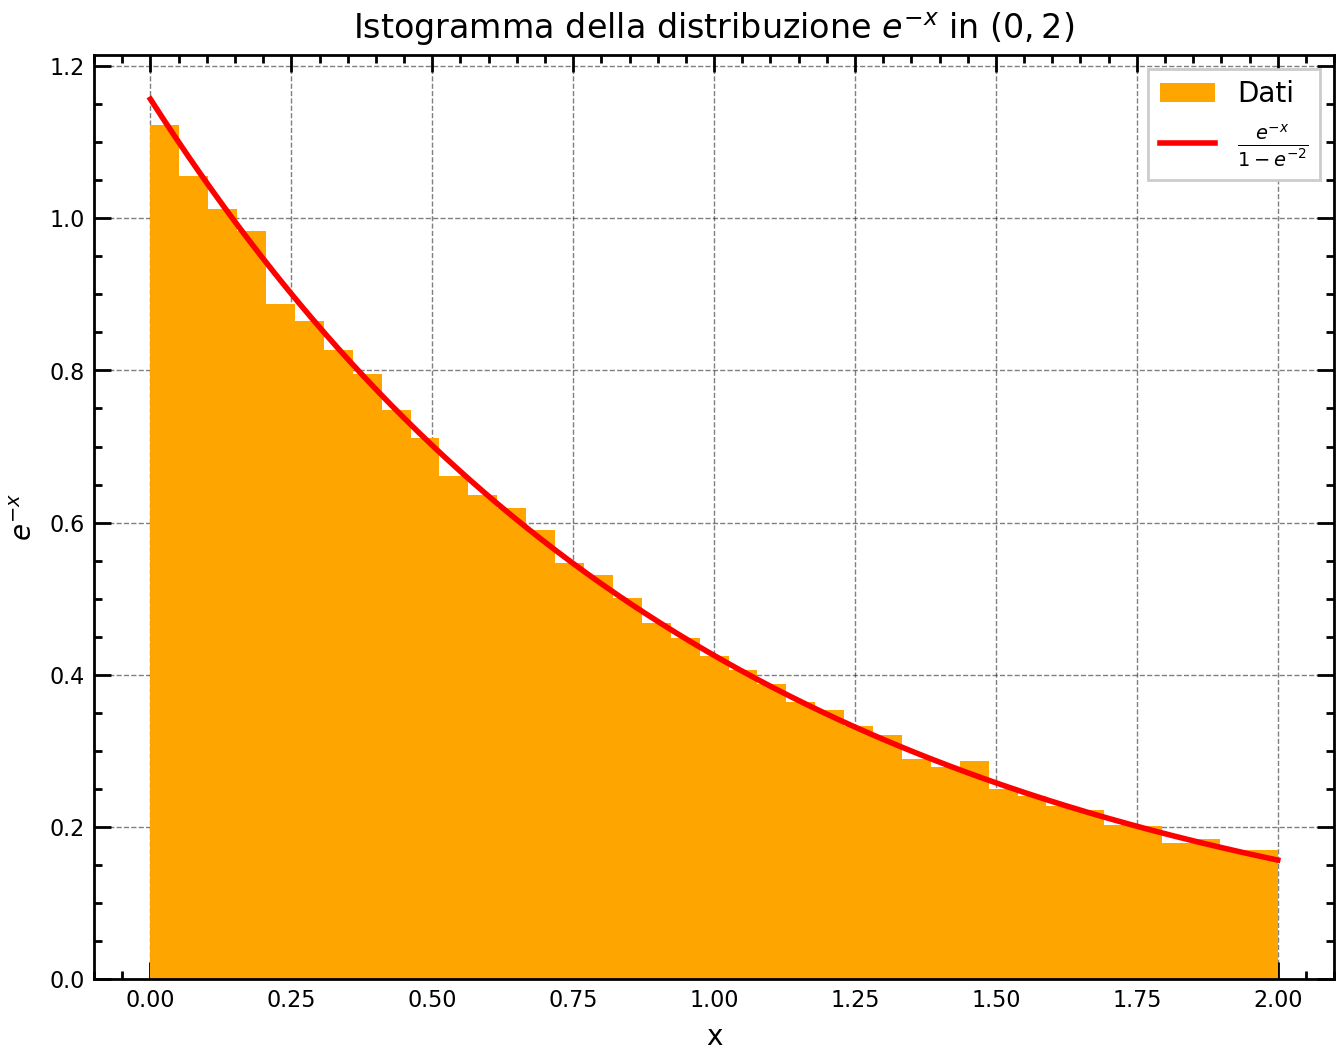 Istogramma della distribuzione $e^{-x}$ in $(0, 2)$
Dati
$\frac{e^{-x}}{1-e^{-2}}$
$e^{-x}$
1.2
1.0
0.8
0.6
0.4
0.2
0.0
0.00 0.25 0.50 0.75 1.00 1.25 1.50 1.75 2.00
x